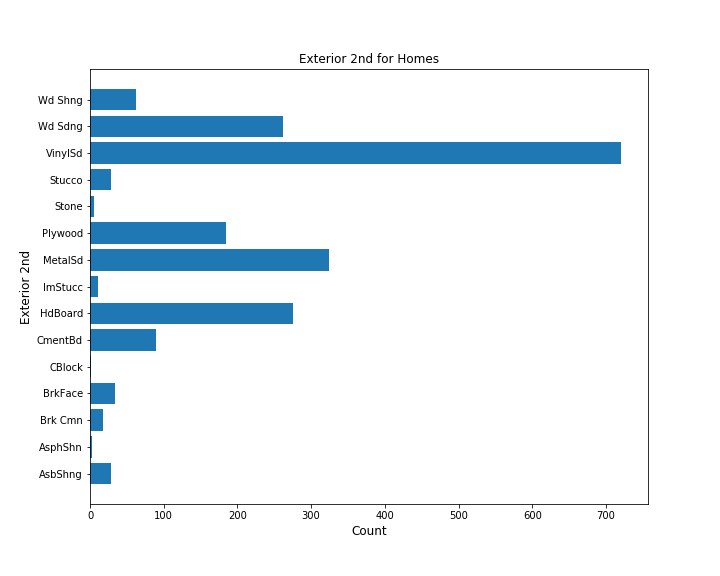 Exterior 2nd for Homes
Wd Shng
Wd Sdng
VinylSd
Stucco
Stone
Plywood
MetalSd
ImStucc
HdBoard
CmentBd
CBlock
BrkFace
Brk Cmn
AsphShn
AsbShng
Exterior 2nd
0 100 200 300 400 500 600 700
Count